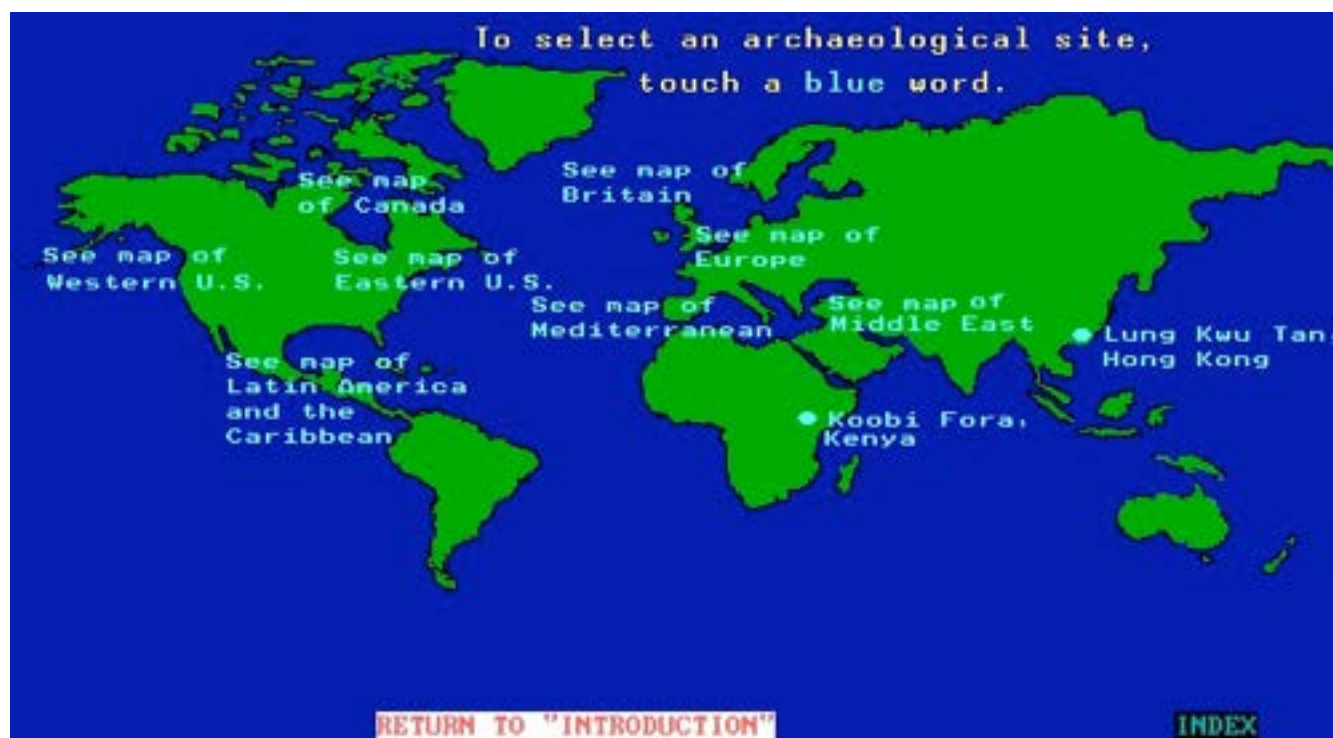 To select an archaeological site,
touch a blue word.
See map
of Canada
See map of
Britain
See map of
Western U.S.
See map of
Eastern U.S.
See map of
Europe
See map of
Mediterranean
See map of
Middle East
Lung Kwu Tan,
Hong Kong
See map of
Latin America
and the
Caribbean
Koobi Fora,
Kenya
RETURN TO "INTRODUCTION"
INDEX